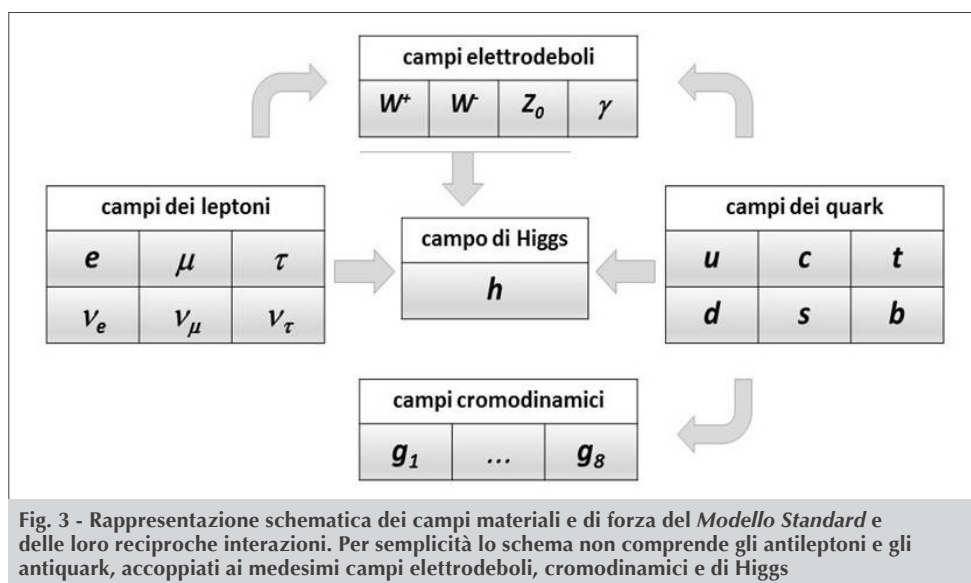 campi elettrodeboli
W⁺ W⁻ Z₀ γ
campi dei leptoni
e μ τ
νₑ ν_μ ν_τ
campo di Higgs
h
campi dei quark
u c t
d s b
campi cromodinamici
g₁ ... g₈
Fig. 3 - Rappresentazione schematica dei campi materiali e di forza del Modello Standard e
delle loro reciproche interazioni. Per semplicità lo schema non comprende gli antileptoni e gli
antiquark, accoppiati ai medesimi campi elettrodeboli, cromodinamici e di Higgs